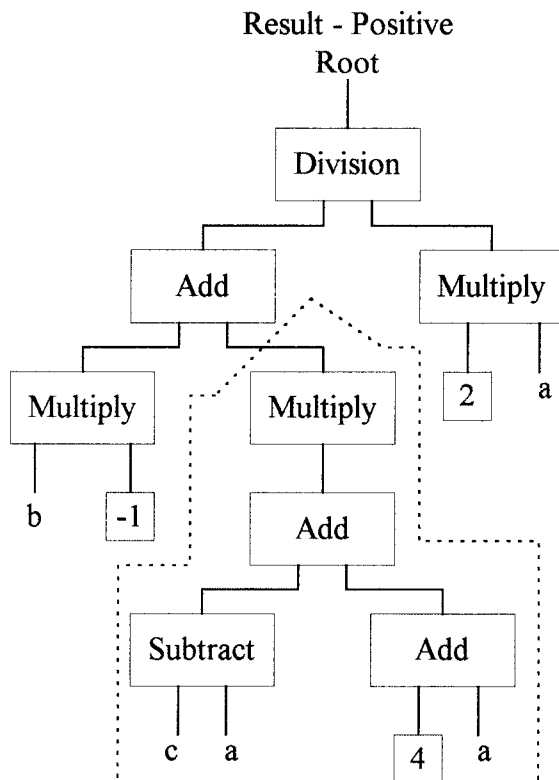 Result - Positive
Root
Division
Add
Multiply
2
a
Multiply
Multiply
b
-1
Add
Subtract
Add
c
a
4
a